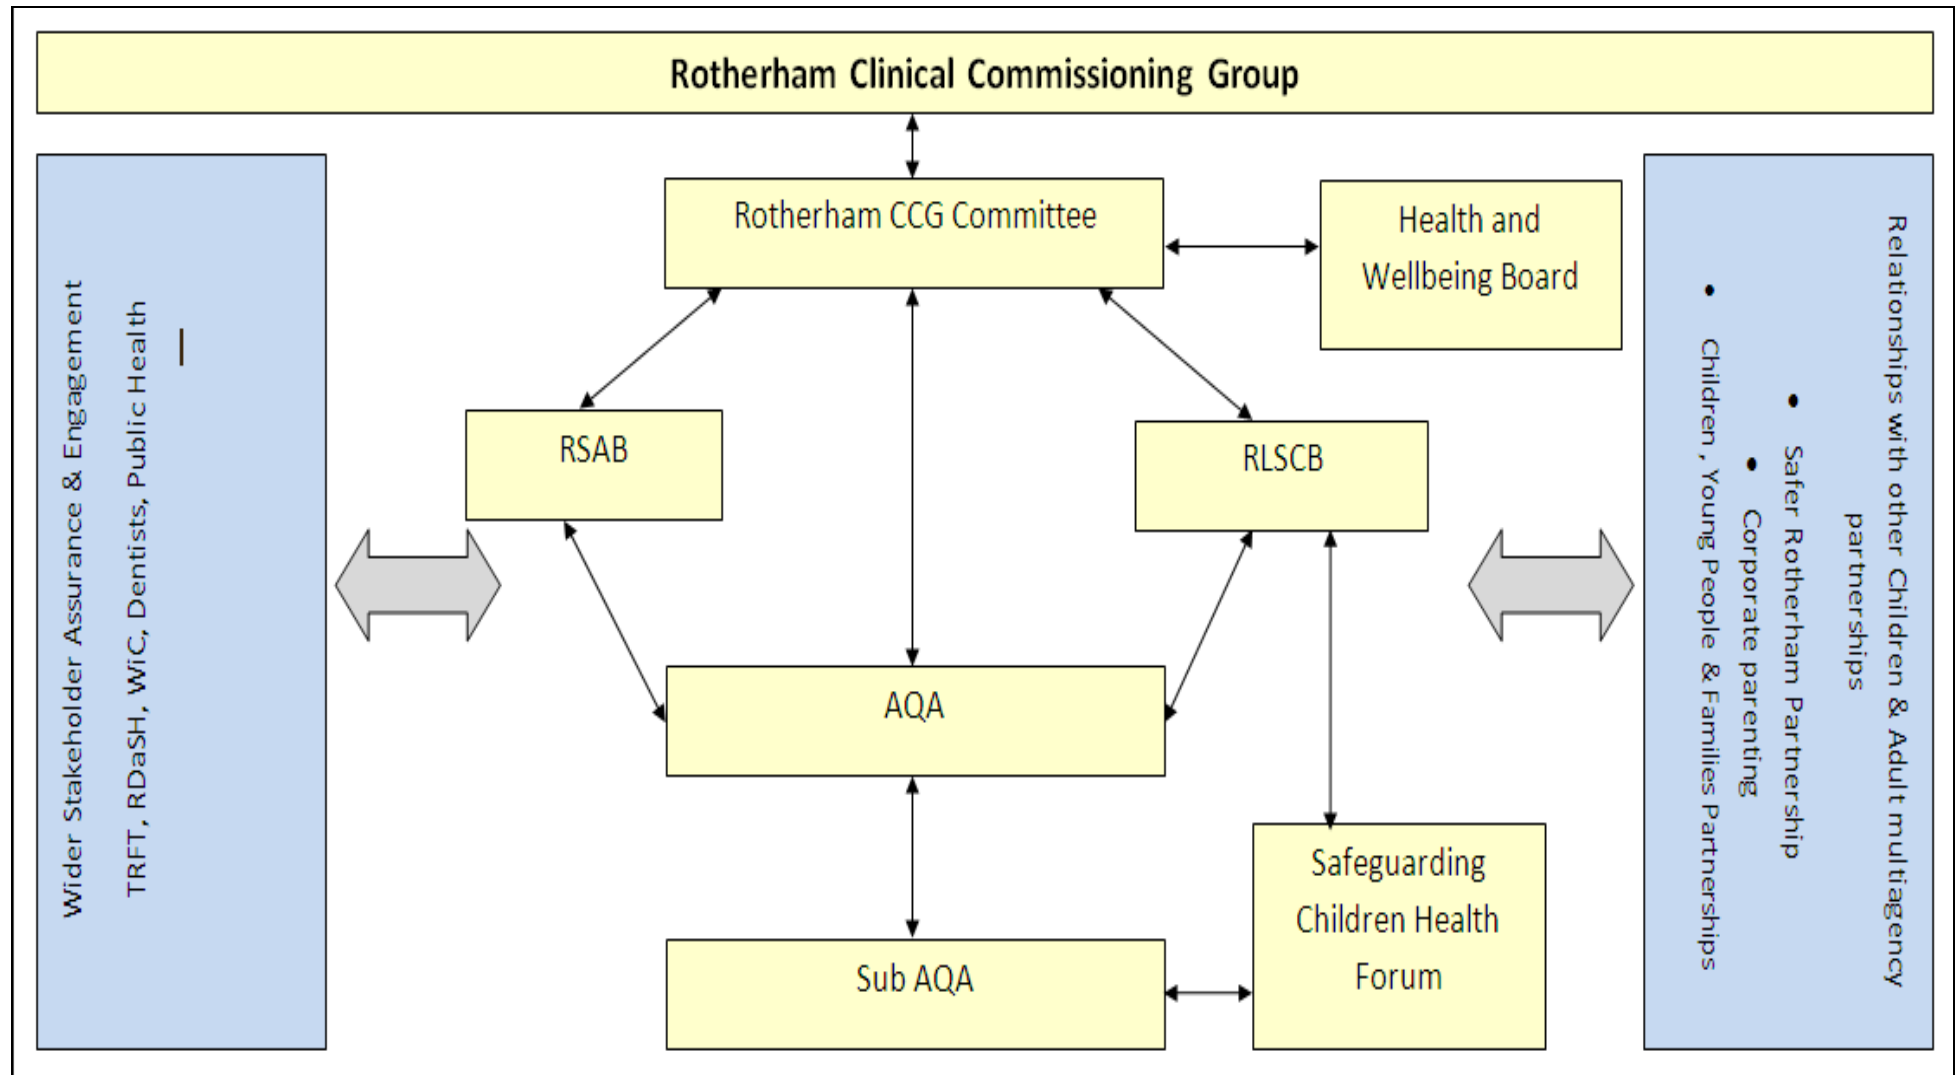 Rotherham Clinical Commissioning Group
Wider Stakeholder Assurance & Engagement
TRFT, RDaSH, WiC, Dentists, Public Health
Rotherham CCG Committee
Health and
Wellbeing Board
RSAB
RLSCB
AQA
Sub AQA
Safeguarding
Children Health
Forum
Relationships with other Children & Adult multiagency
partnerships
• Safer Rotherham Partnership
• Corporate parenting
• Children , Young People & Families Partnerships